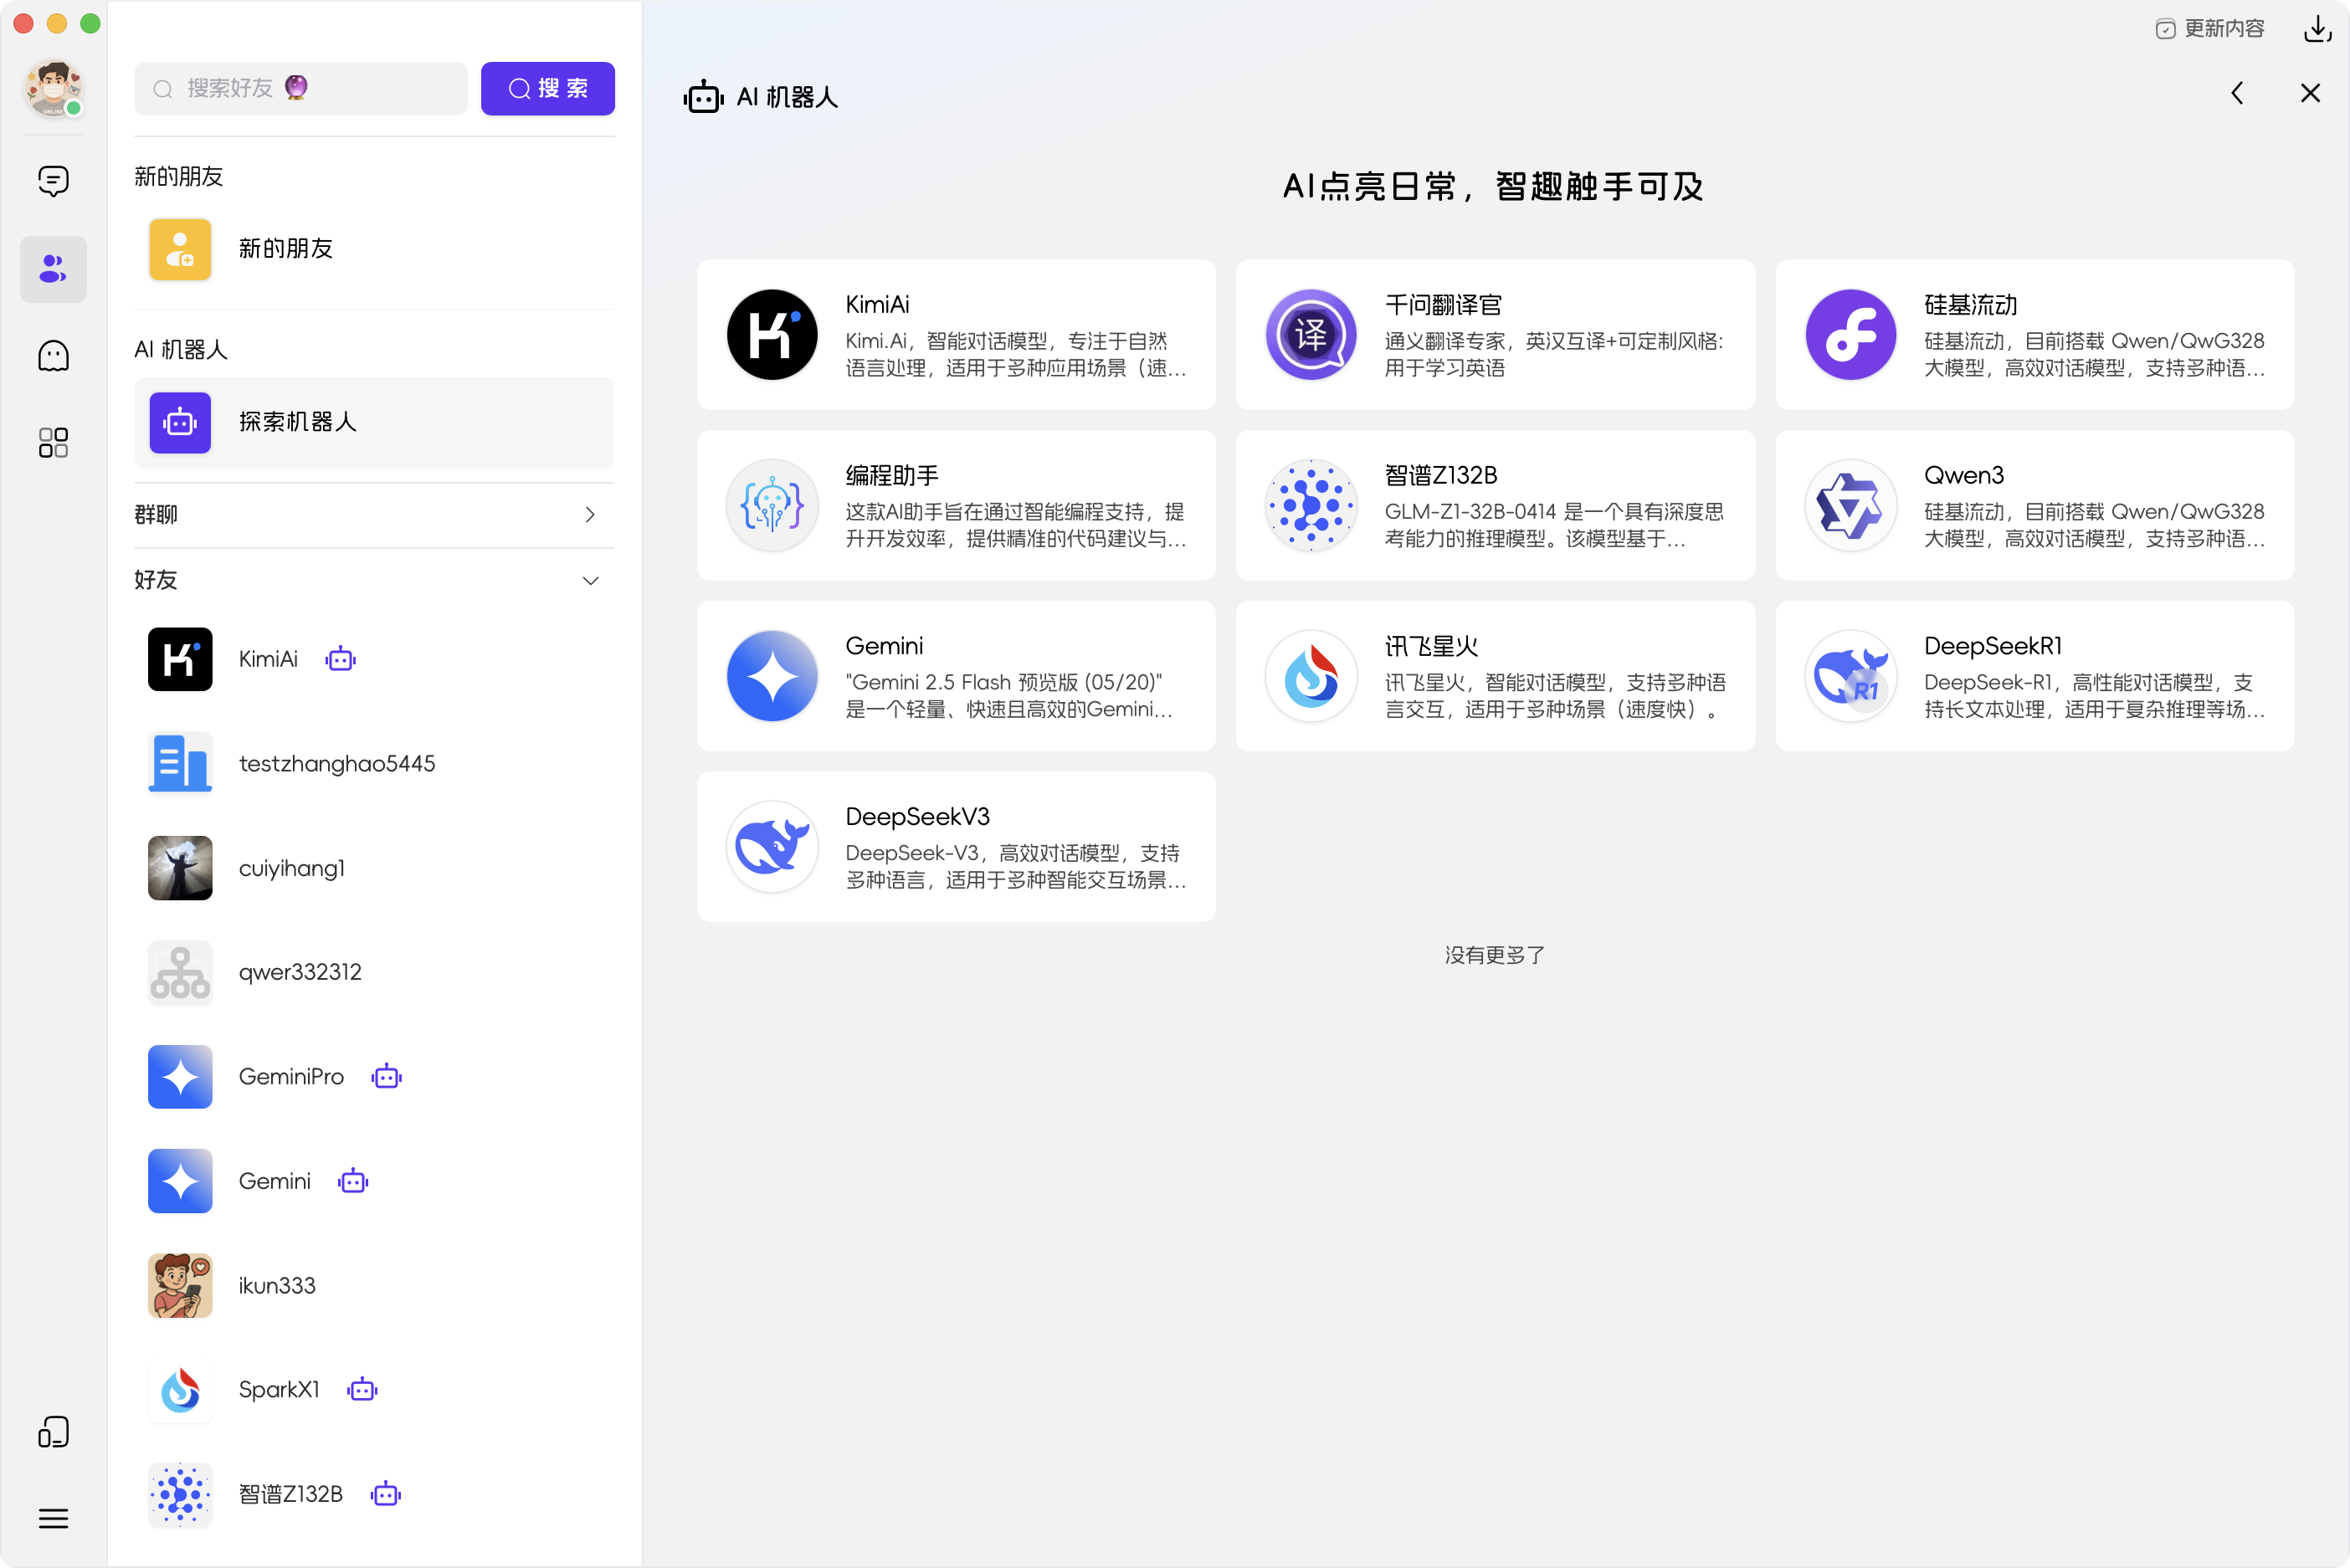 更新内容
搜索好友
搜 索
新的朋友
新的朋友
AI 机器人
探索机器人
群聊
好友
KimiAi
testzhanghao5445
cuiyihang1
qwer332312
GeminiPro
Gemini
ikun333
SparkX1
智谱Z132B
AI 机器人
AI点亮日常，智趣触手可及
KimiAi
Kimi.Ai，智能对话模型，专注于自然
语言处理，适用于多种应用场景（速...
译
千问翻译官
通义翻译专家，英汉互译+可定制风格:
用于学习英语
硅基流动
硅基流动，目前搭载 Qwen/QwG328
大模型，高效对话模型，支持多种语...
编程助手
这款AI助手旨在通过智能编程支持，提
升开发效率，提供精准的代码建议与...
智谱Z132B
GLM-Z1-32B-0414 是一个具有深度思
考能力的推理模型。该模型基于...
Qwen3
硅基流动，目前搭载 Qwen/QwG328
大模型，高效对话模型，支持多种语...
Gemini
"Gemini 2.5 Flash 预览版 (05/20)"
是一个轻量、快速且高效的Gemini...
讯飞星火
讯飞星火，智能对话模型，支持多种语
言交互，适用于多种场景（速度快）。
R1
DeepSeekR1
DeepSeek-R1，高性能对话模型，支
持长文本处理，适用于复杂推理等场...
DeepSeekV3
DeepSeek-V3，高效对话模型，支持
多种语言，适用于多种智能交互场景...
没有更多了